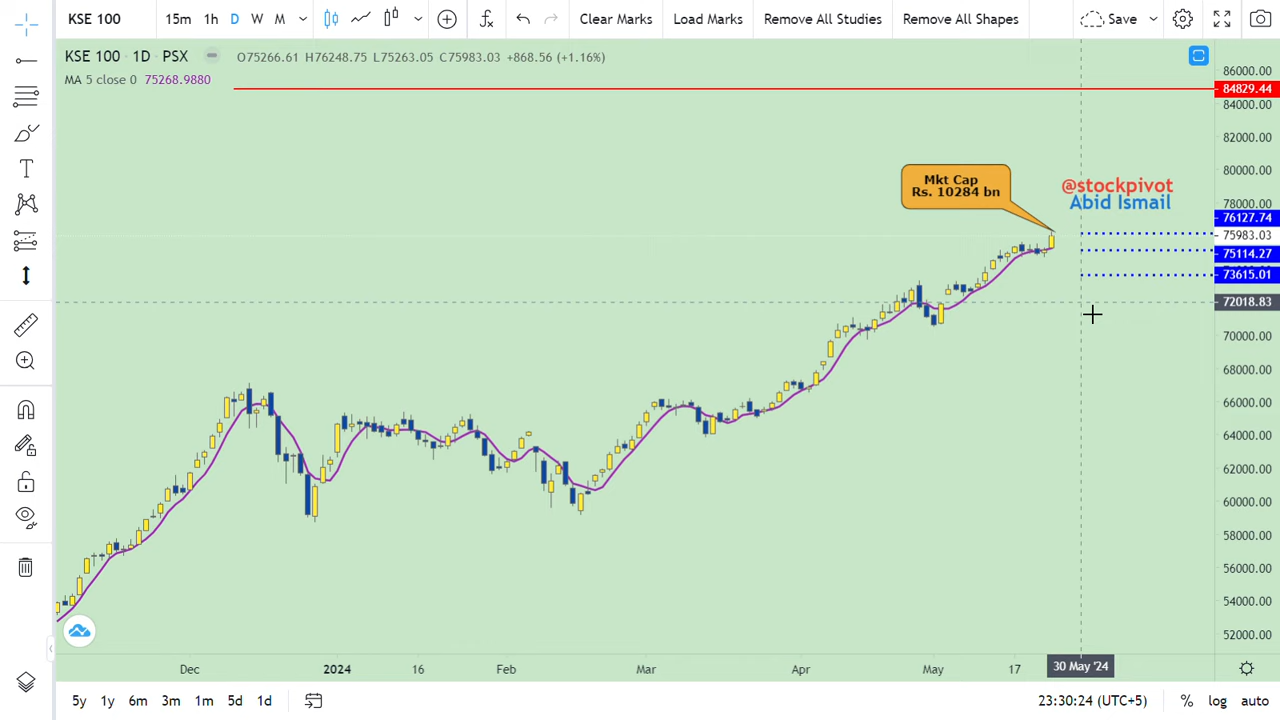 KSE 100 15m 1h D W M Clear Marks Load Marks Remove All Studies Remove All Shapes Save
KSE 100 1D PSX O75266.61 H76248.75 L75263.05 C75983.03 +868.56 (+1.16%)
MA 5 close 0 75268.9880
86000.00
84829.44
84000.00
82000.00
80000.00
78000.00
76127.74
75983.03
75114.27
73615.01
72018.83
70000.00
68000.00
66000.00
64000.00
62000.00
60000.00
58000.00
56000.00
54000.00
52000.00
Mkt Cap
Rs. 10284 bn
@stockpivot
Abid Ismail
Dec 2024 16 Feb Mar Apr May 17 30 May '24
5y 1y 6m 3m 1m 5d 1d 23:30:24 (UTC+5) % log auto